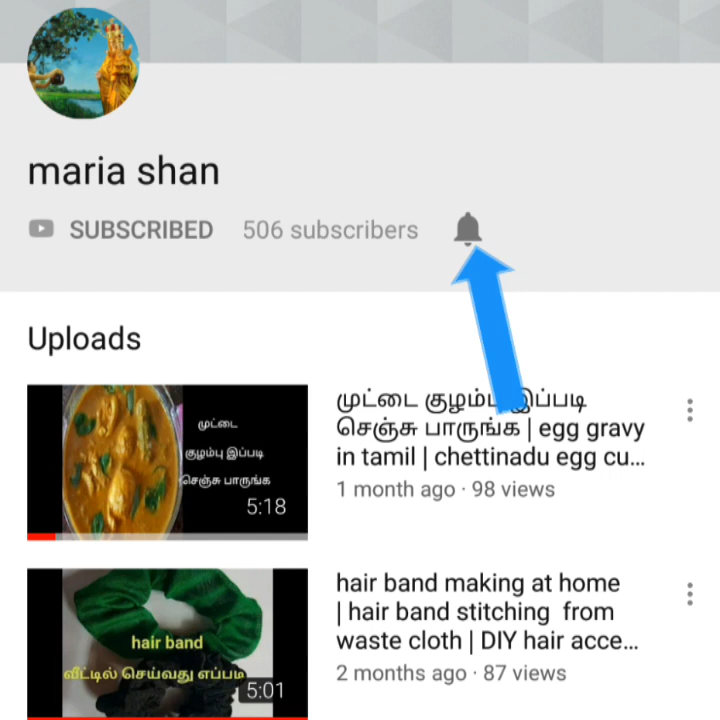 maria shan
SUBSCRIBED 506 subscribers
Uploads
முட்டை
குழம்பு இப்படி
செஞ்சு பாருங்க
5:18
முட்டை குழம்பு இப்படி
செஞ்சு பாருங்க | egg gravy
in tamil | chettinadu egg cu...
1 month ago · 98 views
hair band
வீட்டில் செய்வது எப்படி
5:01
hair band making at home
| hair band stitching from
waste cloth | DIY hair acce...
2 months ago · 87 views